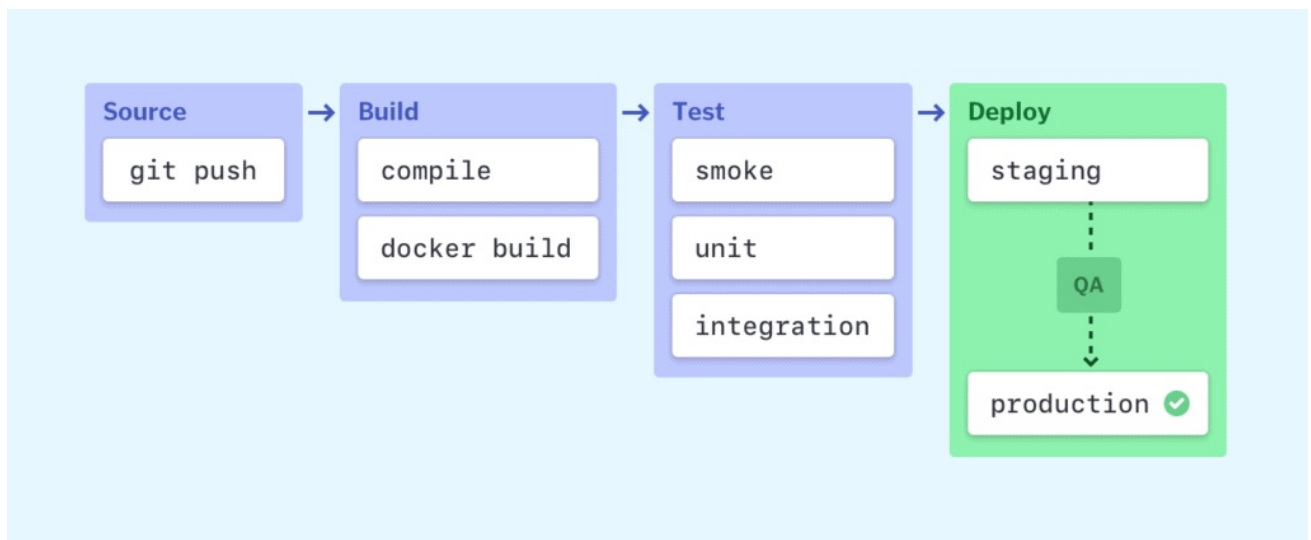 Source
git push
Build
compile
docker build
Test
smoke
unit
integration
Deploy
staging
QA
production